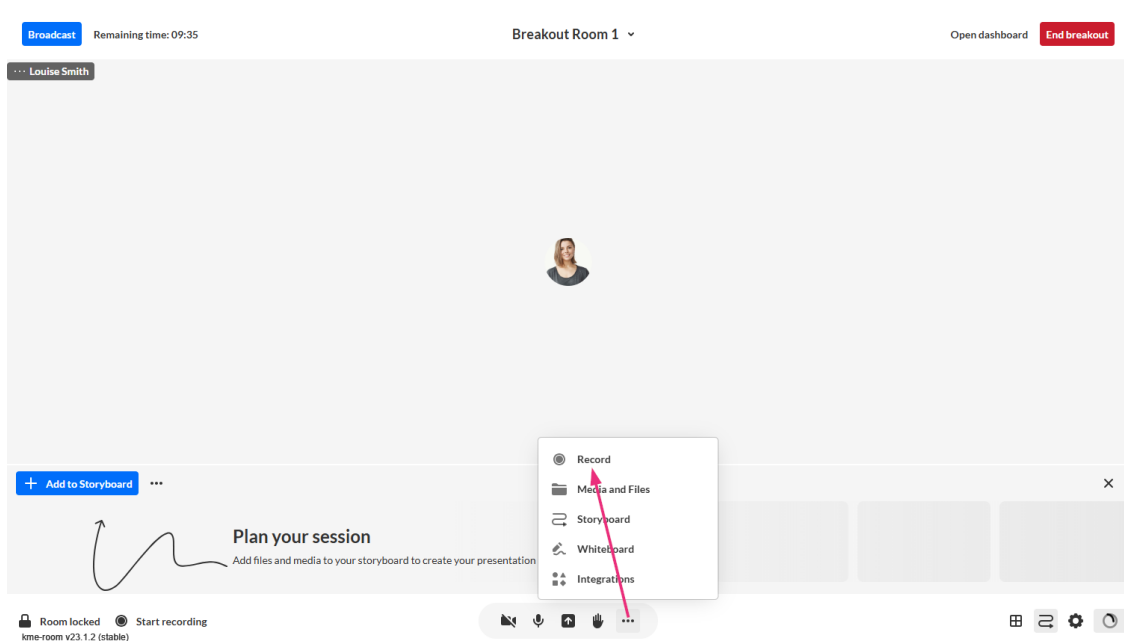 Broadcast
Remaining time: 09:35
Breakout Room 1
Open dashboard
End breakout
··· Louise Smith
Record
Media and Files
Storyboard
Whiteboard
Integrations
+ Add to Storyboard
Plan your session
Add files and media to your storyboard to create your presentation
Room locked
Start recording
kme-room v23.1.2 (stable)